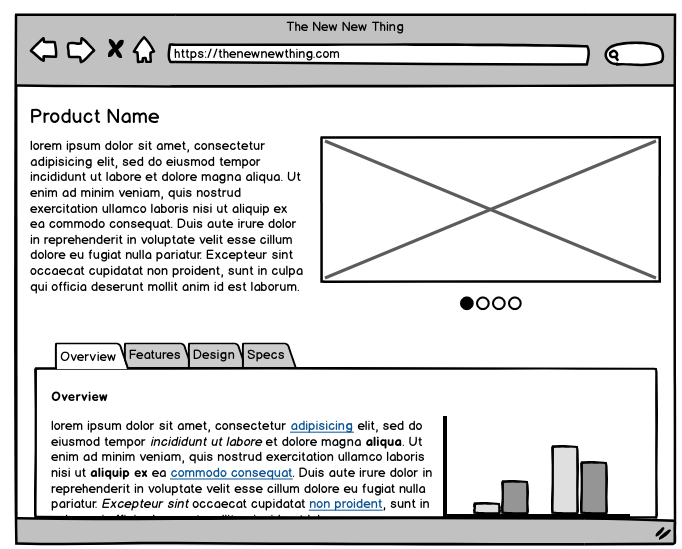 The New New Thing
https://thenewnewthing.com
Product Name
lorem ipsum dolor sit amet, consectetur
adipisicing elit, sed do eiusmod tempor
incididunt ut labore et dolore magna aliqua. Ut
enim ad minim veniam, quis nostrud
exercitation ullamco laboris nisi ut aliquip ex
ea commodo consequat. Duis aute irure dolor
in reprehenderit in voluptate velit esse cillum
dolore eu fugiat nulla pariatur. Excepteur sint
occaecat cupidatat non proident, sunt in culpa
qui officia deserunt mollit anim id est laborum.
Overview Features Design Specs
Overview
lorem ipsum dolor sit amet, consectetur adipisicing elit, sed do
eiusmod tempor incididunt ut labore et dolore magna aliqua. Ut
enim ad minim veniam, quis nostrud exercitation ullamco laboris
nisi ut aliquip ex ea commodo consequat. Duis aute irure dolor in
reprehenderit in voluptate velit esse cillum dolore eu fugiat nulla
pariatur. Excepteur sint occaecat cupidatat non proident, sunt in